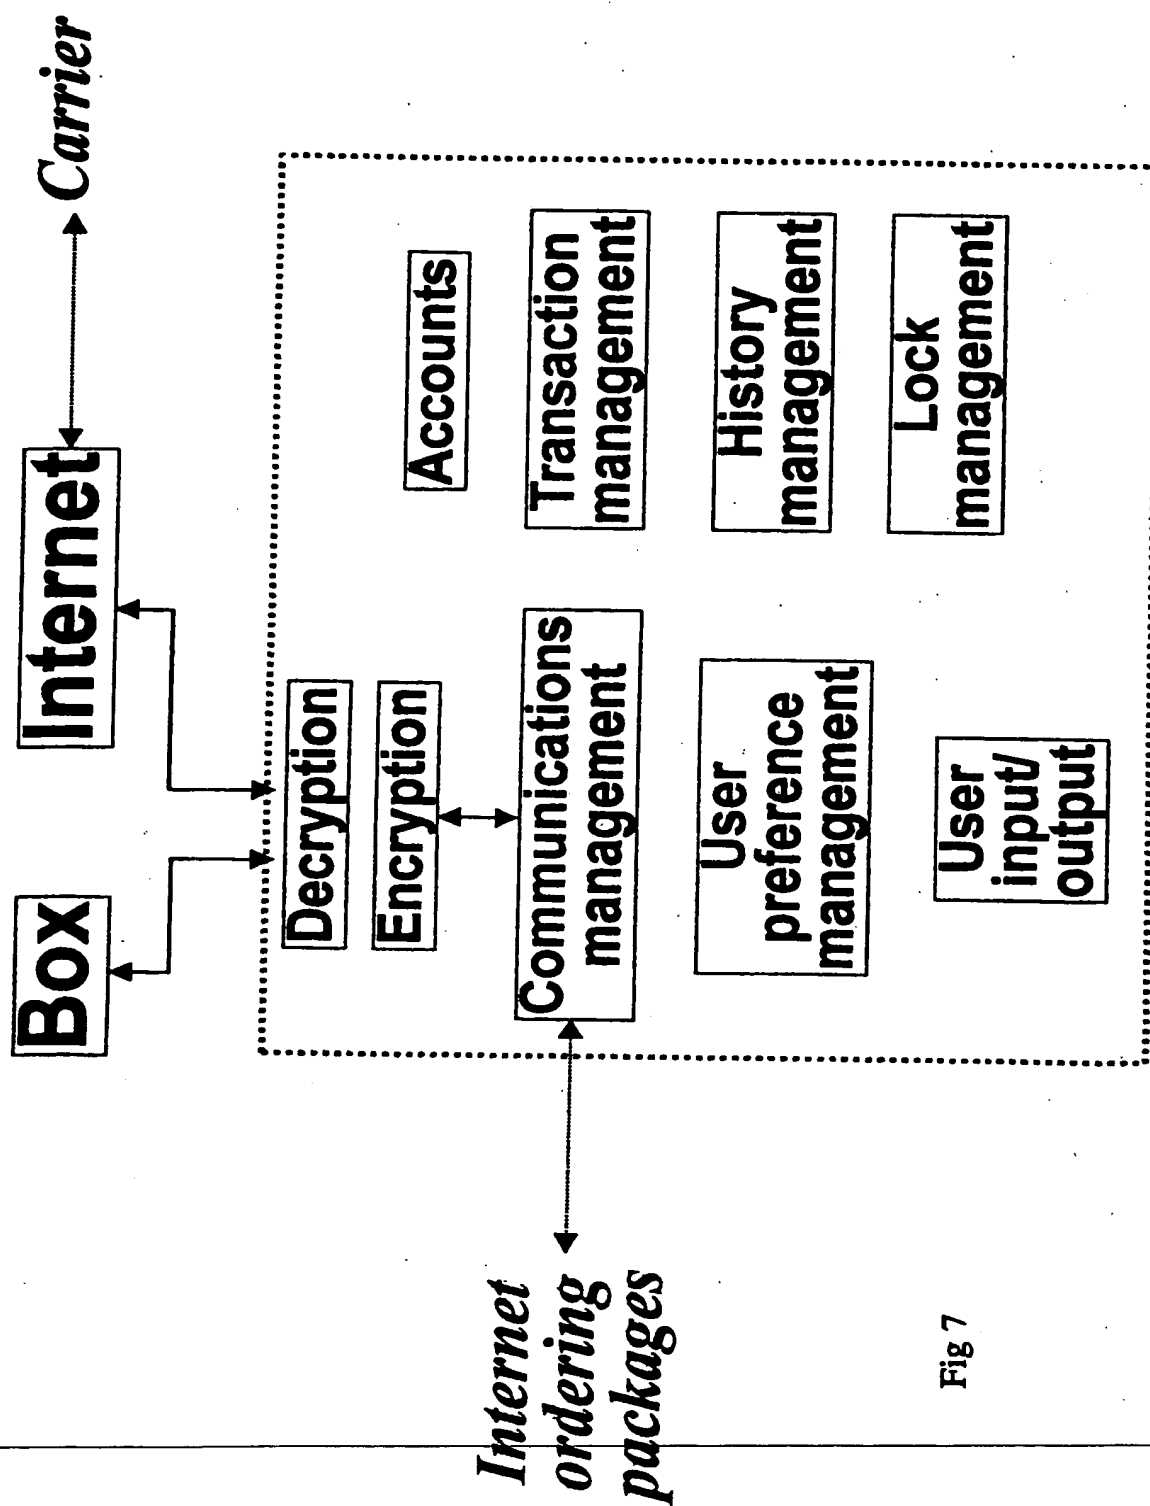 Box
Internet
Carrier
Decryption
Encryption
Accounts
Internet
ordering
packages
Communications
management
Transaction
management
User
preference
management
History
management
User
input/
output
Lock
management
Fig 7